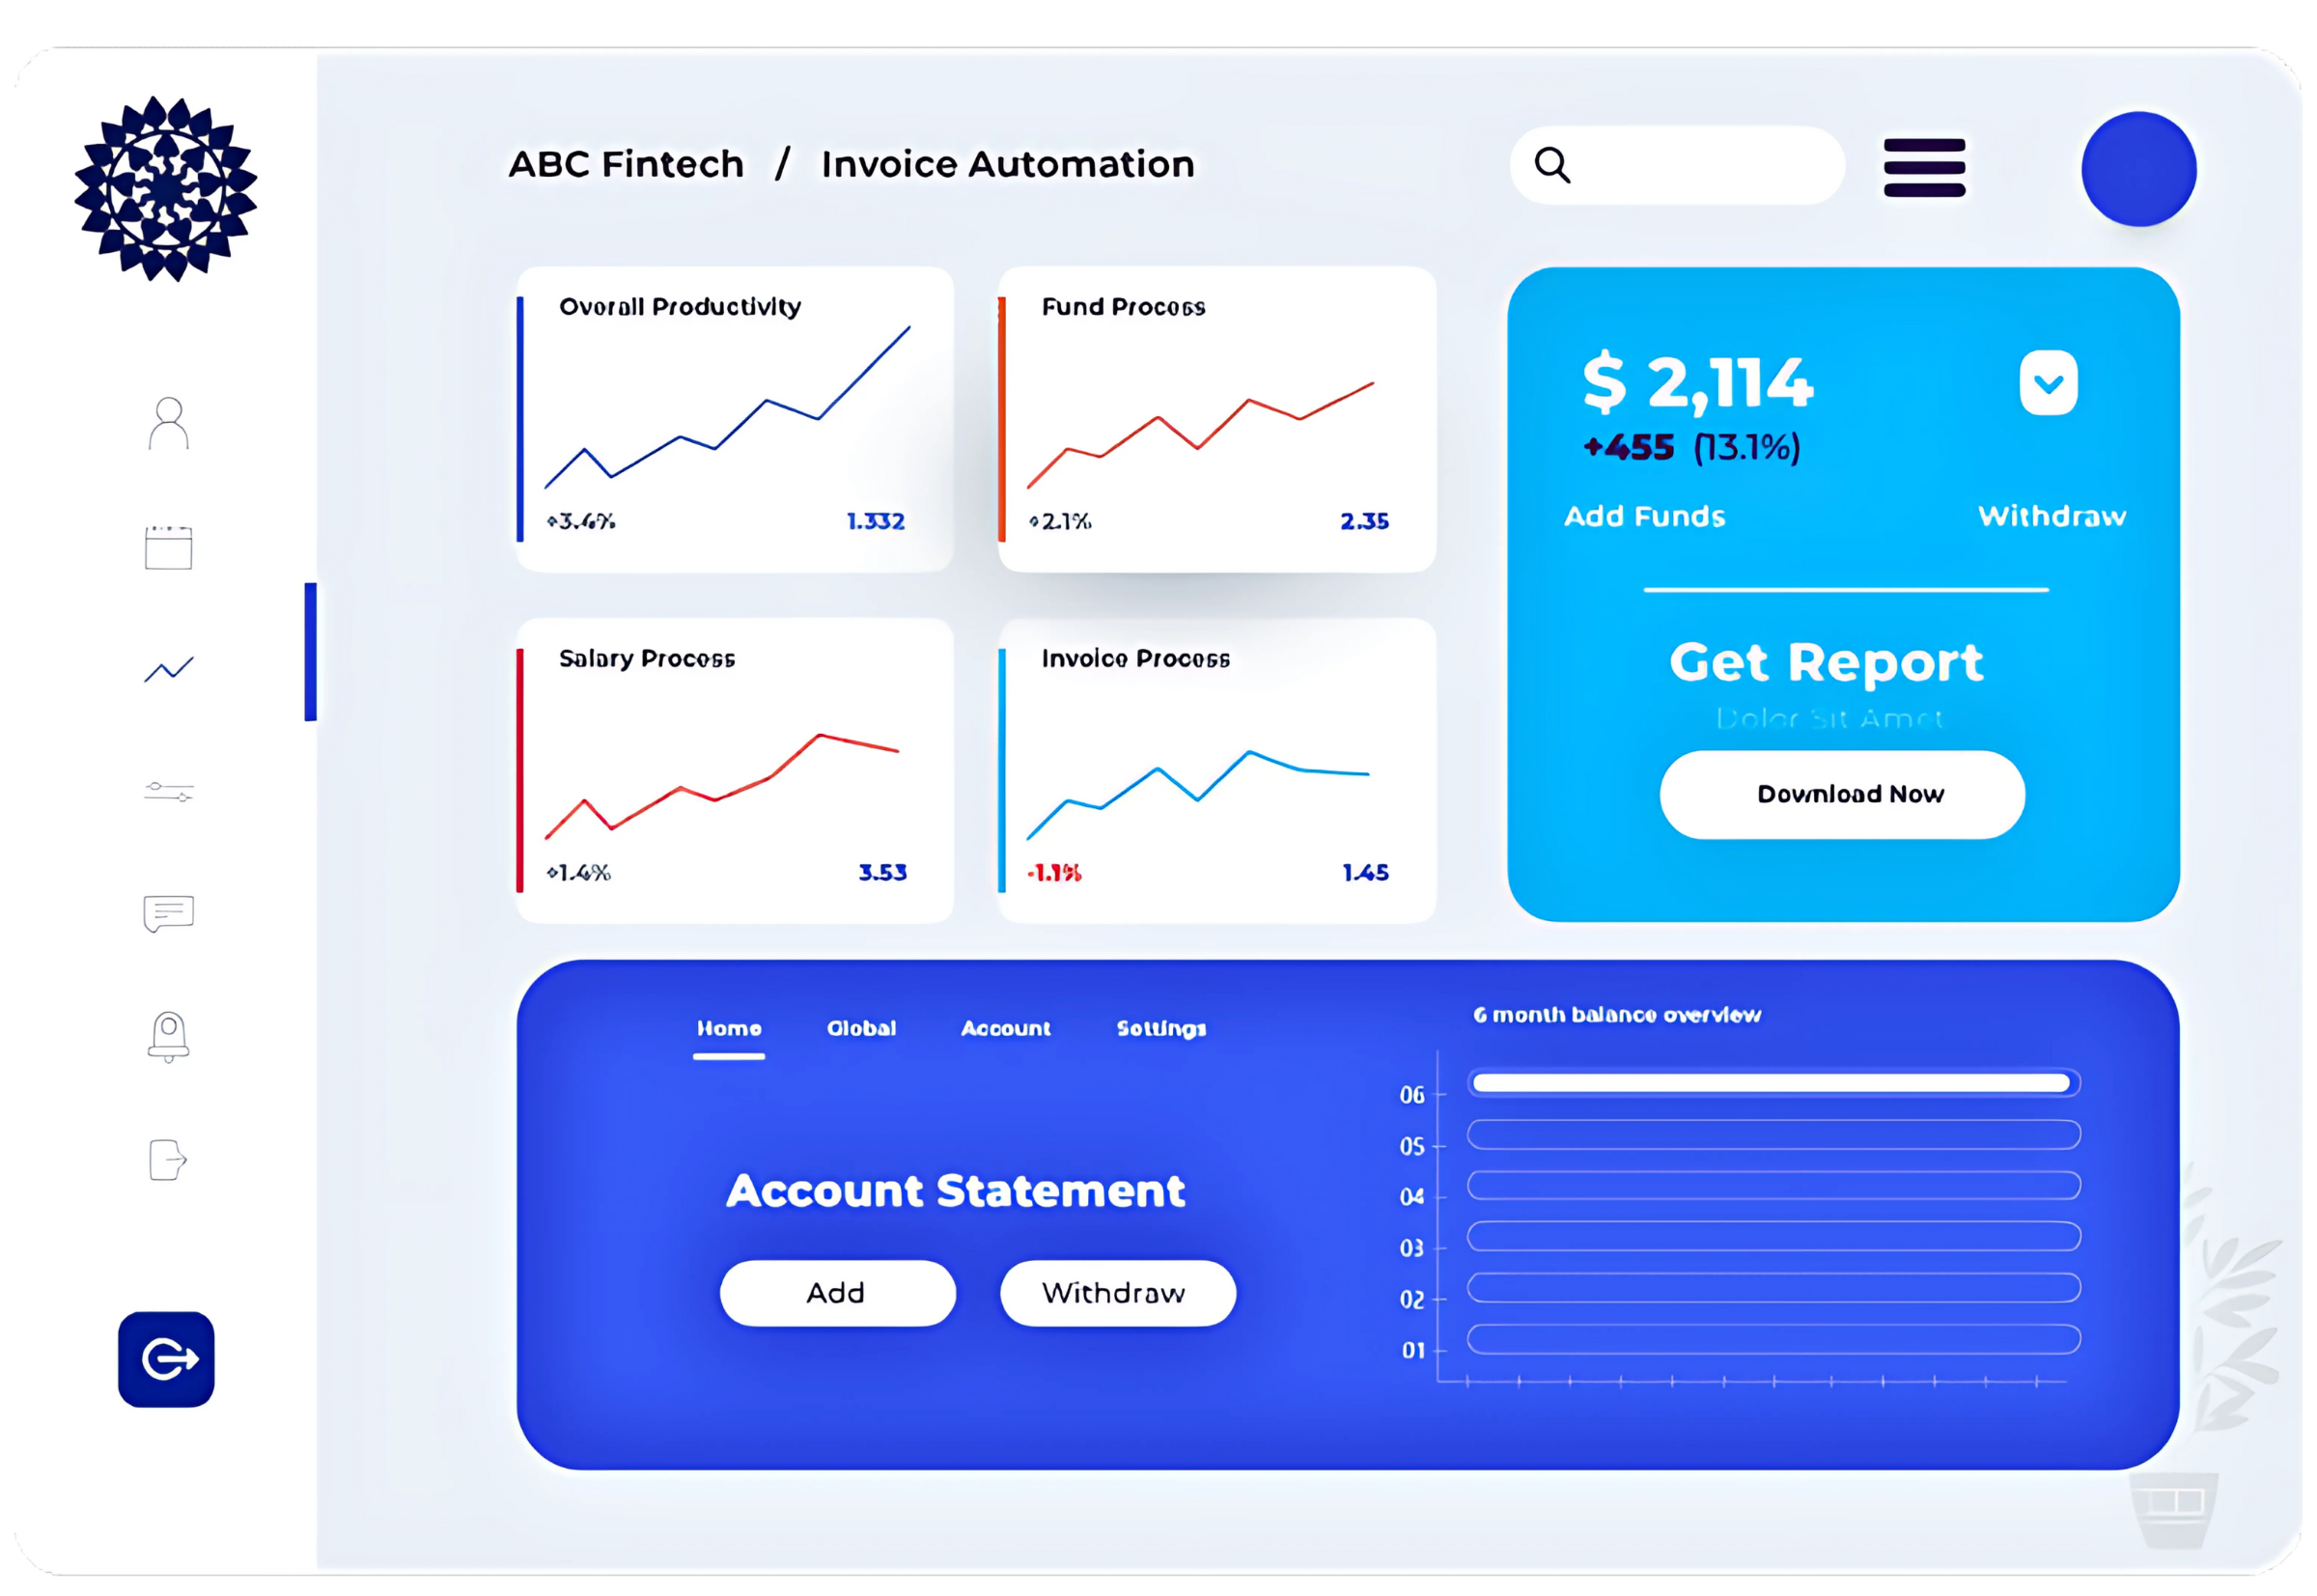 ABC Fintech / Invoice Automation
Overall Productivity
1.332
Fund Process
+2.1%
2.35
$ 2,114
+455 (13.1%)
Add Funds
Withdraw
Salary Process
+1.4%
3.53
Invoice Process
-1.1%
1.45
Get Report
Dolor Sit Amet
Download Now
Home
Global
Account
Settings
Account Statement
Add
Withdraw
6 month balance overview
06
05
04
03
02
01